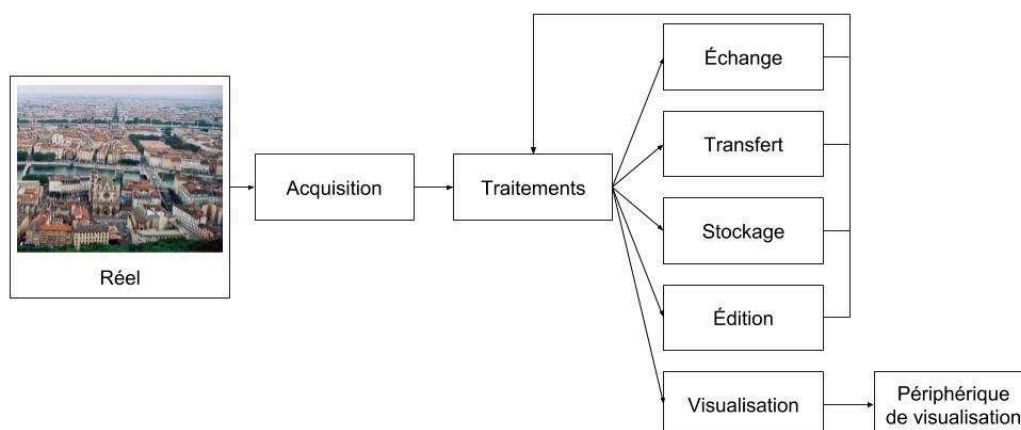 Réel
Acquisition
Traitements
Échange
Transfert
Stockage
Édition
Visualisation
Périphérique
de visualisation